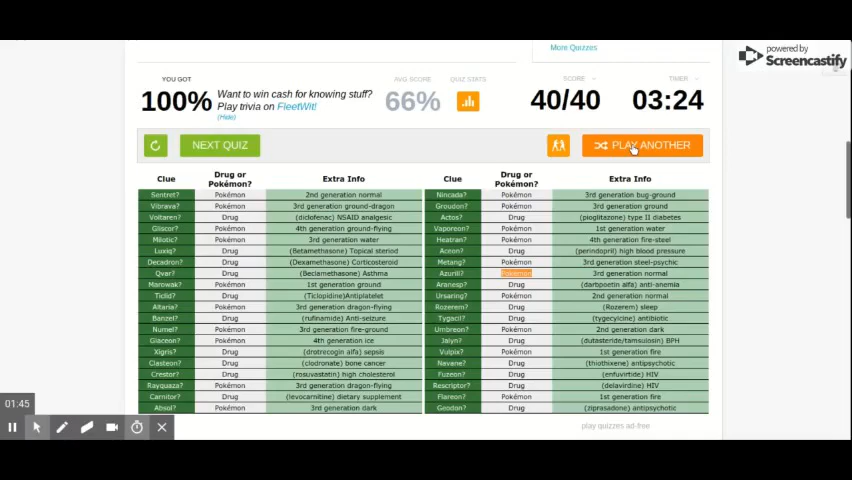 More Quizzes
powered by
Screencastify
YOU GOT
100%
Want to win cash for knowing stuff?
Play trivia on FleetWit!
(Hide)
AVG SCORE
66%
QUIZ STATS
SCORE
40/40
TIMER
03:24
NEXT QUIZ
PLAY ANOTHER
Clue Drug or Pokémon? Extra Info
Sentret? Pokémon 2nd generation normal
Vibrava? Pokémon 3rd generation ground-dragon
Voltaren? Drug (diclofenac) NSAID analgesic
Gliscor? Pokémon 4th generation ground-flying
Milotic? Pokémon 3rd generation water
Luxiq? Drug (Betamethasone) Topical steriod
Decadron? Drug (Dexamethasone) Corticosteroid
Qvar? Drug (Beclamethasone) Asthma
Marowak? Pokémon 1st generation ground
Ticlid? Drug (Ticlopidine)Antiplatelet
Altaria? Pokémon 3rd generation dragon-flying
Banzel? Drug (rufinamide) Anti-seizure
Numel? Pokémon 3rd generation fire-ground
Glaceon? Pokémon 4th generation ice
Xigris? Drug (drotrecogin alfa) sepsis
Clasteon? Drug (clodronate) bone cancer
Crestor? Drug (rosuvastatin) high cholesterol
Rayquaza? Pokémon 3rd generation dragon-flying
Carnitor? Drug (levocarnitine) dietary supplement
Absol? Pokémon 3rd generation dark
Clue Drug or Pokémon? Extra Info
Nincada? Pokémon 3rd generation bug-ground
Groudon? Pokémon 3rd generation ground
Actos? Drug (pioglitazone) type II diabetes
Vaporeon? Pokémon 1st generation water
Heatran? Pokémon 4th generation fire-steel
Aceon? Drug (perindopril) high blood pressure
Metang? Pokémon 3rd generation steel-psychic
Azurill? Pokémon 3rd generation normal
Aranesp? Drug (darbpoetin alfa) anti-anemia
Ursaring? Pokémon 2nd generation normal
Rozerem? Drug (Rozerem) sleep
Tygacil? Drug (tygecylcine) antibiotic
Umbreon? Pokémon 2nd generation dark
Jalyn? Drug (dutasteride/tamsulosin) BPH
Vulpix? Pokémon 1st generation fire
Navane? Drug (thiothixene) antipsychotic
Fuzeon? Drug (enfuvirtide) HIV
Rescriptor? Drug (delavirdine) HIV
Flareon? Pokémon 1st generation fire
Geodon? Drug (ziprasodone) antipsychotic
play quizzes ad-free
01:45